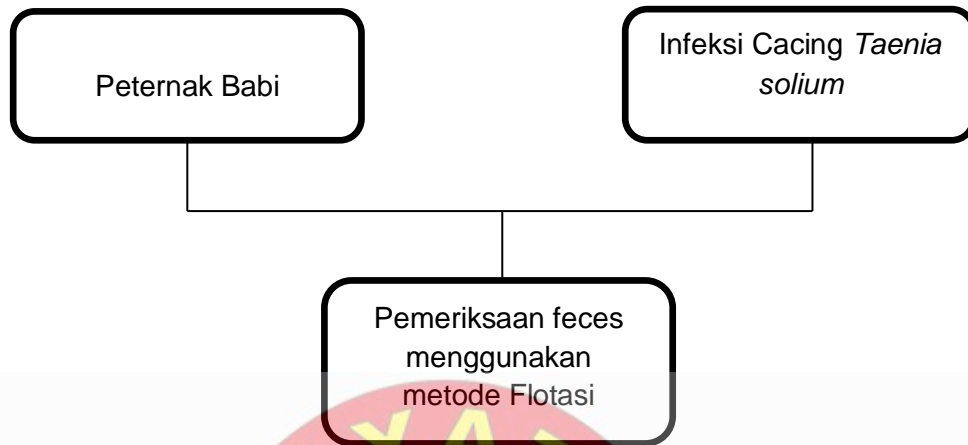 Peternak Babi
Infeksi Cacing Taenia
solium
Pemeriksaan feces
menggunakan
metode Flotasi